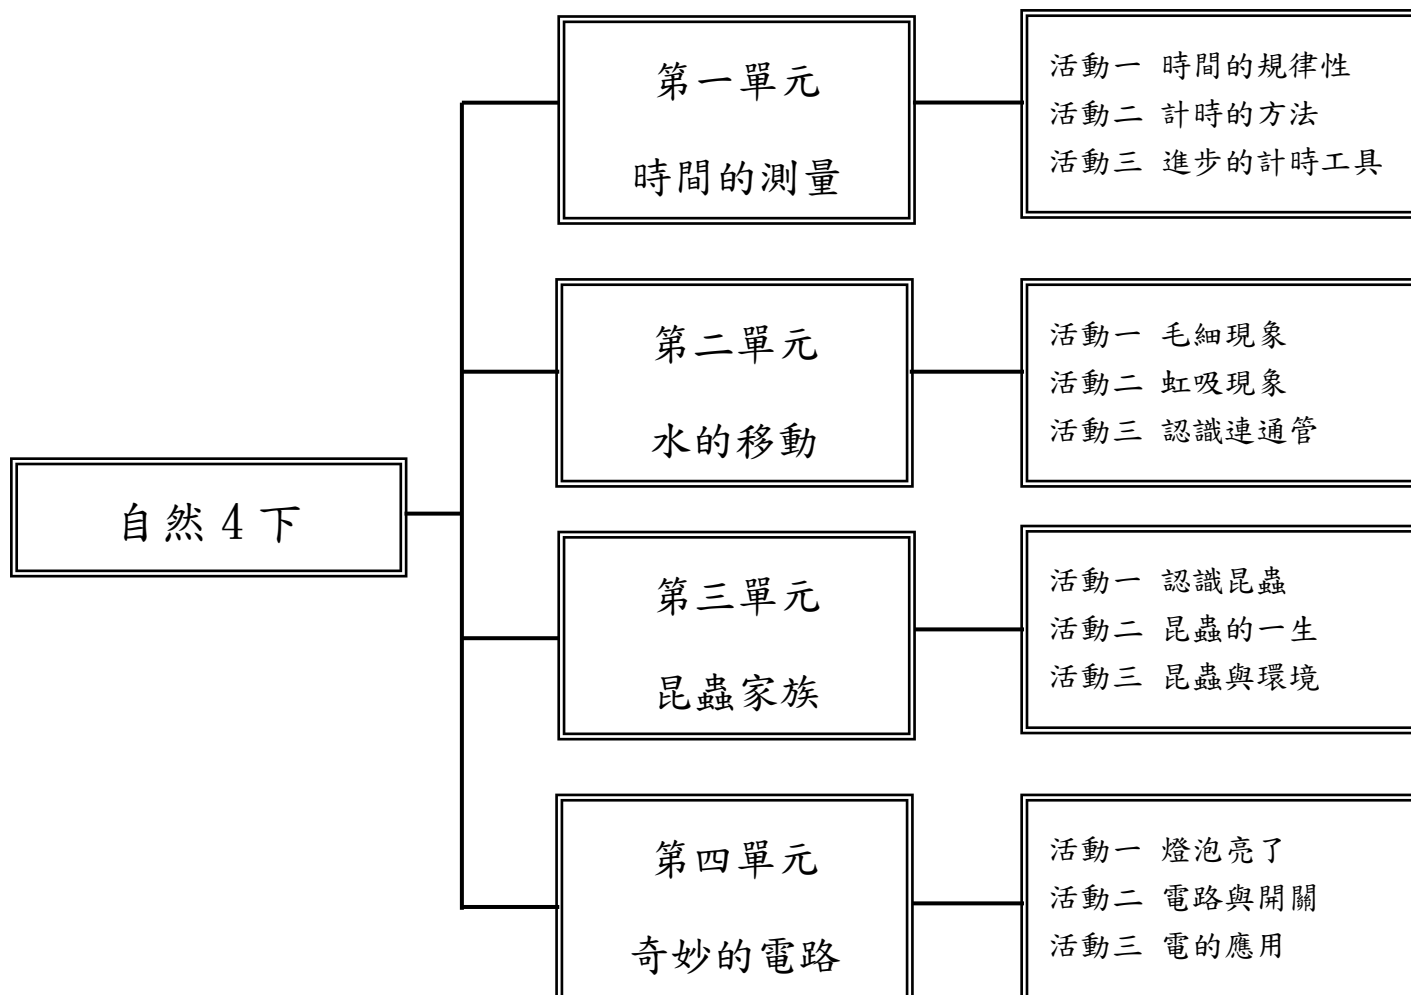 自然 4 下
第一單元
時間的測量
活動一 時間的規律性
活動二 計時的方法
活動三 進步的計時工具
第二單元
水的移動
活動一 毛細現象
活動二 虹吸現象
活動三 認識連通管
第三單元
昆蟲家族
活動一 認識昆蟲
活動二 昆蟲的一生
活動三 昆蟲與環境
第四單元
奇妙的電路
活動一 燈泡亮了
活動二 電路與開關
活動三 電的應用